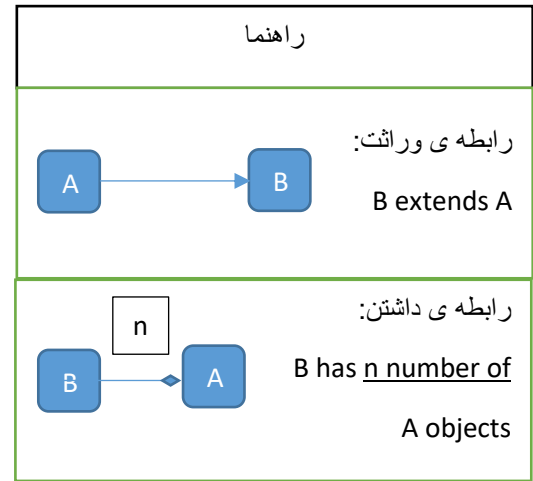 راهنما
رابطه ی وراثت:
A B
B extends A
n
رابطه ی داشتن:
B A
B has n number of
A objects